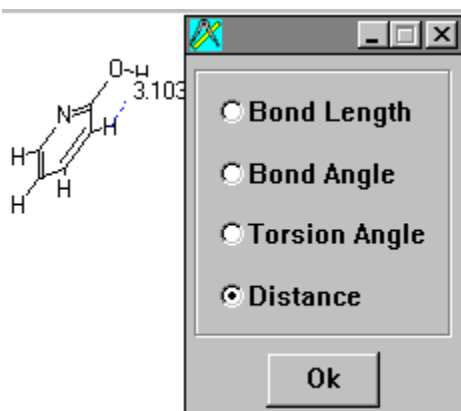 O-H
3.103
N
H
H
H
H
Bond Length
Bond Angle
Torsion Angle
Distance
Ok